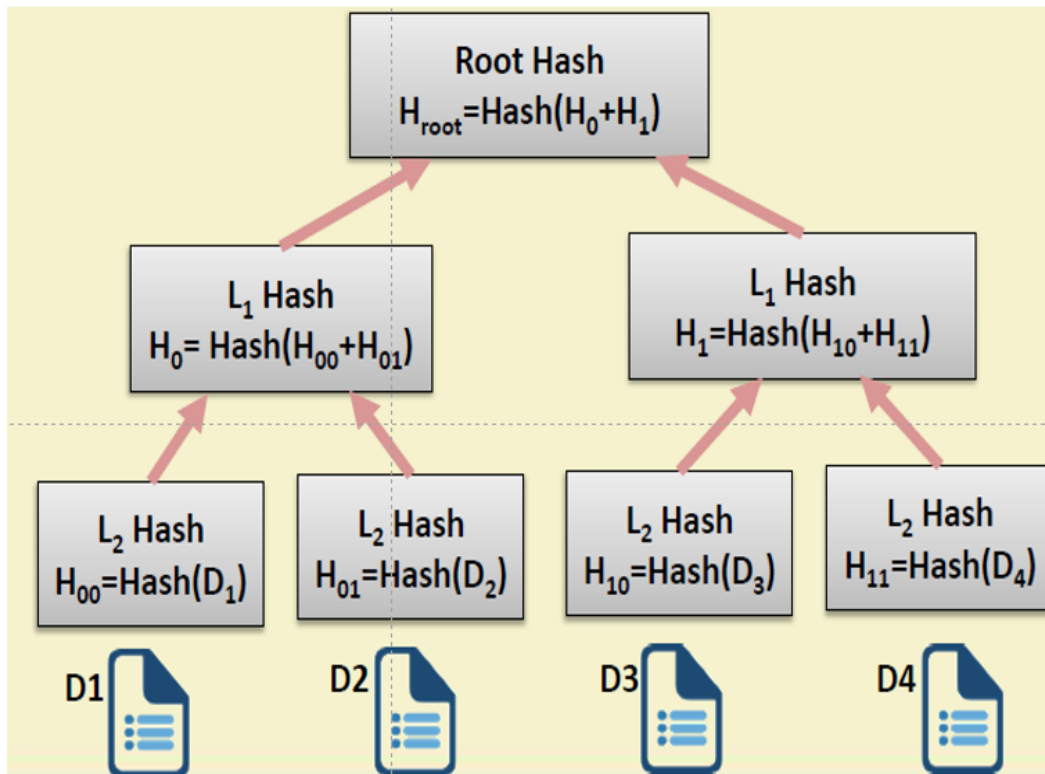 Root Hash
H_root=Hash(H₀+H₁)
L₁ Hash
H₀= Hash(H₀₀+H₀₁)
L₁ Hash
H₁=Hash(H₁₀+H₁₁)
L₂ Hash
H₀₀=Hash(D₁)
L₂ Hash
H₀₁=Hash(D₂)
L₂ Hash
H₁₀=Hash(D₃)
L₂ Hash
H₁₁=Hash(D₄)
D1
D2
D3
D4